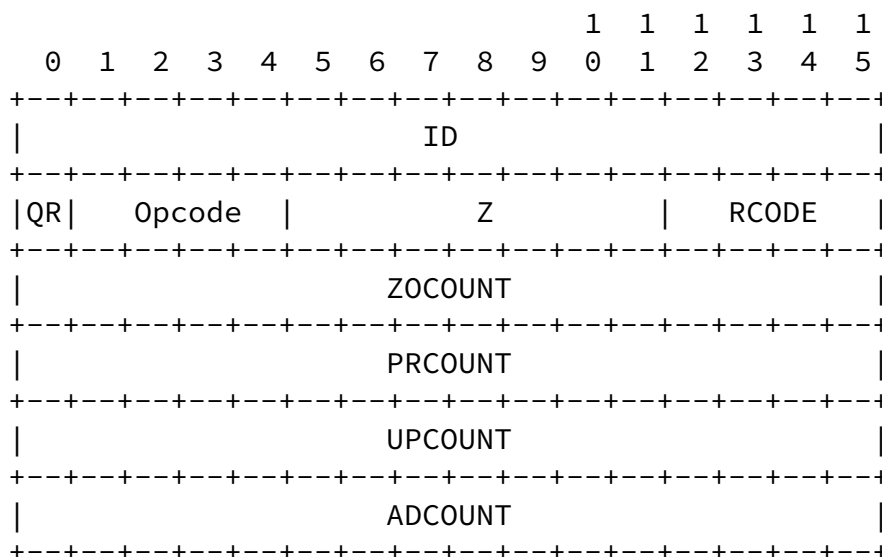 1  1  1  1  1  1
  0  1  2  3  4  5  6  7  8  9  0  1  2  3  4  5
+--+--+--+--+--+--+--+--+--+--+--+--+--+--+--+--+
|                      ID                       |
+--+--+--+--+--+--+--+--+--+--+--+--+--+--+--+--+
|QR|   Opcode  |          Z         |   RCODE   |
+--+--+--+--+--+--+--+--+--+--+--+--+--+--+--+--+
|                    ZOCOUNT                    |
+--+--+--+--+--+--+--+--+--+--+--+--+--+--+--+--+
|                    PRCOUNT                    |
+--+--+--+--+--+--+--+--+--+--+--+--+--+--+--+--+
|                    UPCOUNT                    |
+--+--+--+--+--+--+--+--+--+--+--+--+--+--+--+--+
|                    ADCOUNT                    |
+--+--+--+--+--+--+--+--+--+--+--+--+--+--+--+--+